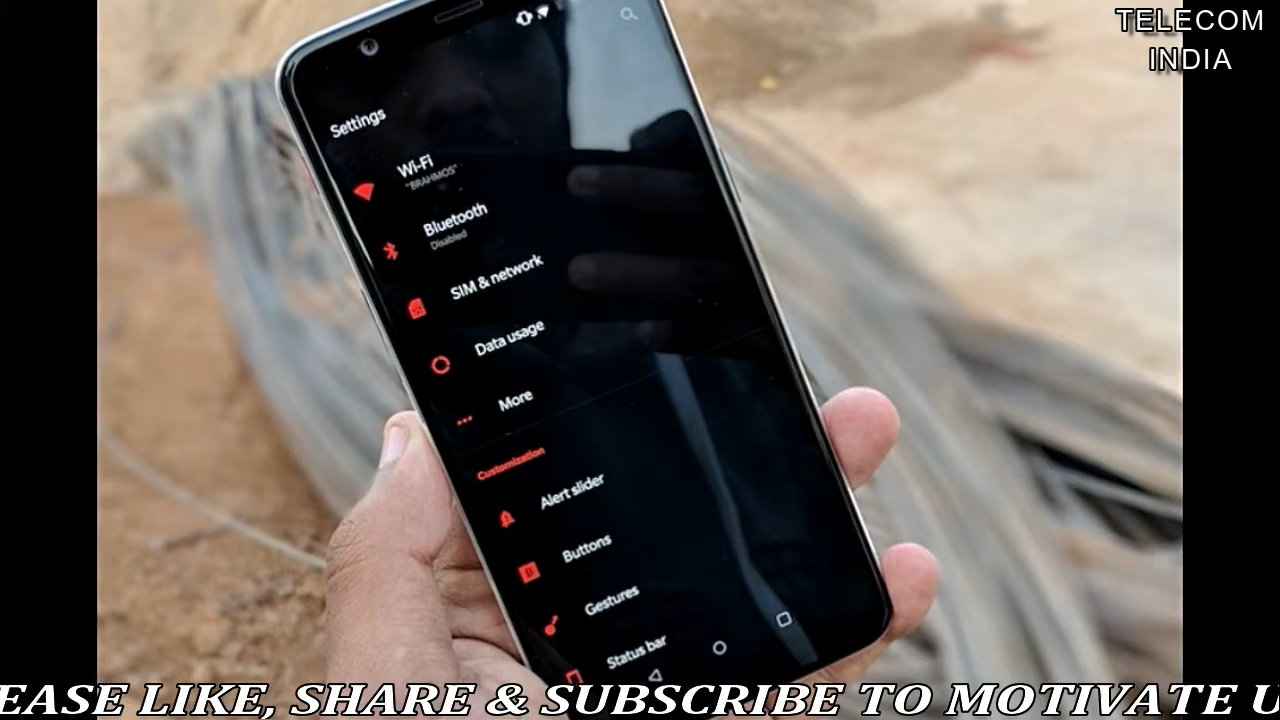 TELECOM
INDIA
Settings
Wi-Fi
"BRAHMOS"
Bluetooth
Disabled
SIM & network
Data usage
More
Customization
Alert slider
Buttons
Gestures
Status bar
EASE LIKE, SHARE & SUBSCRIBE TO MOTIVATE U